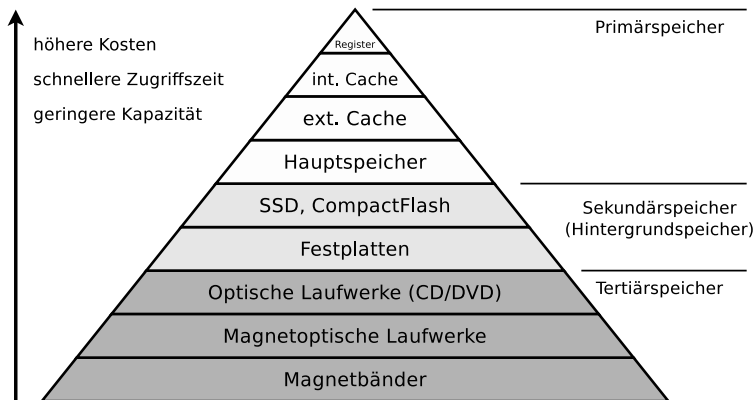 höhere Kosten
schnellere Zugriffszeit
geringere Kapazität
Register
int. Cache
ext. Cache
Hauptspeicher
SSD, CompactFlash
Festplatten
Optische Laufwerke (CD/DVD)
Magnetoptische Laufwerke
Magnetbänder
Primärspeicher
Sekundärspeicher
(Hintergrundspeicher)
Tertiärspeicher